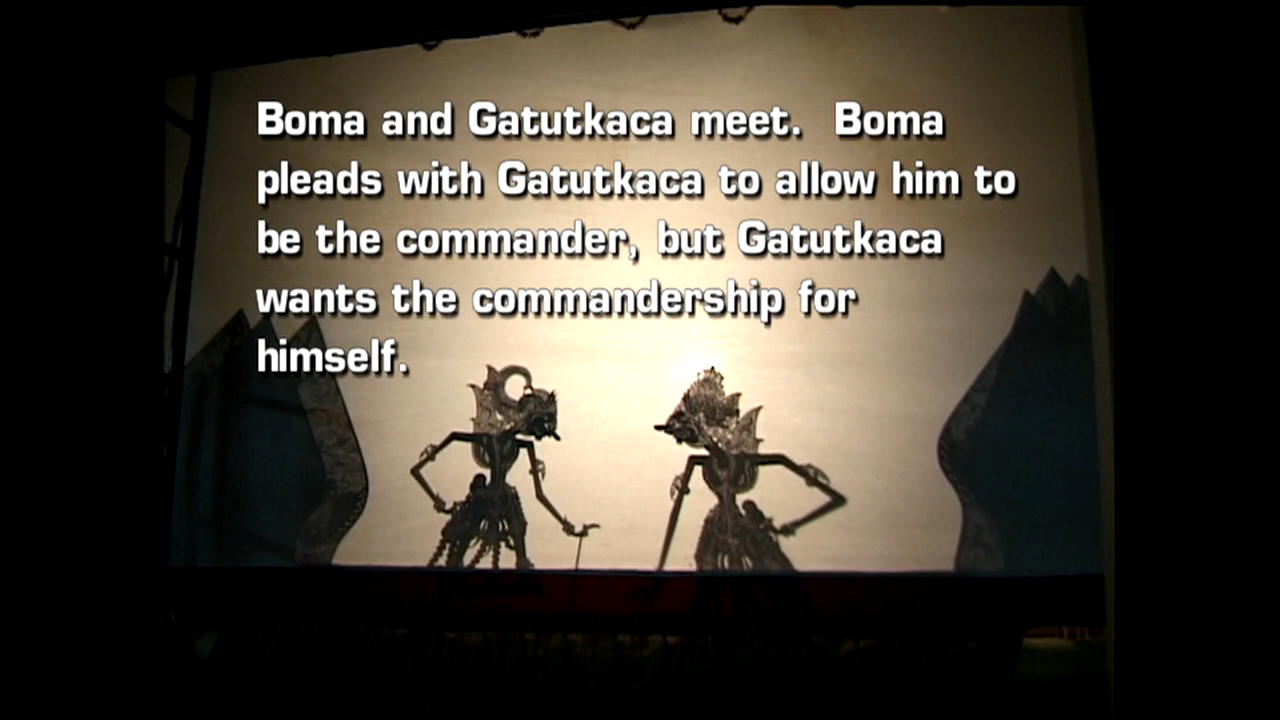 Boma and Gatutkaca meet.  Boma
pleads with Gatutkaca to allow him to
be the commander, but Gatutkaca
wants the commandership for
himself.